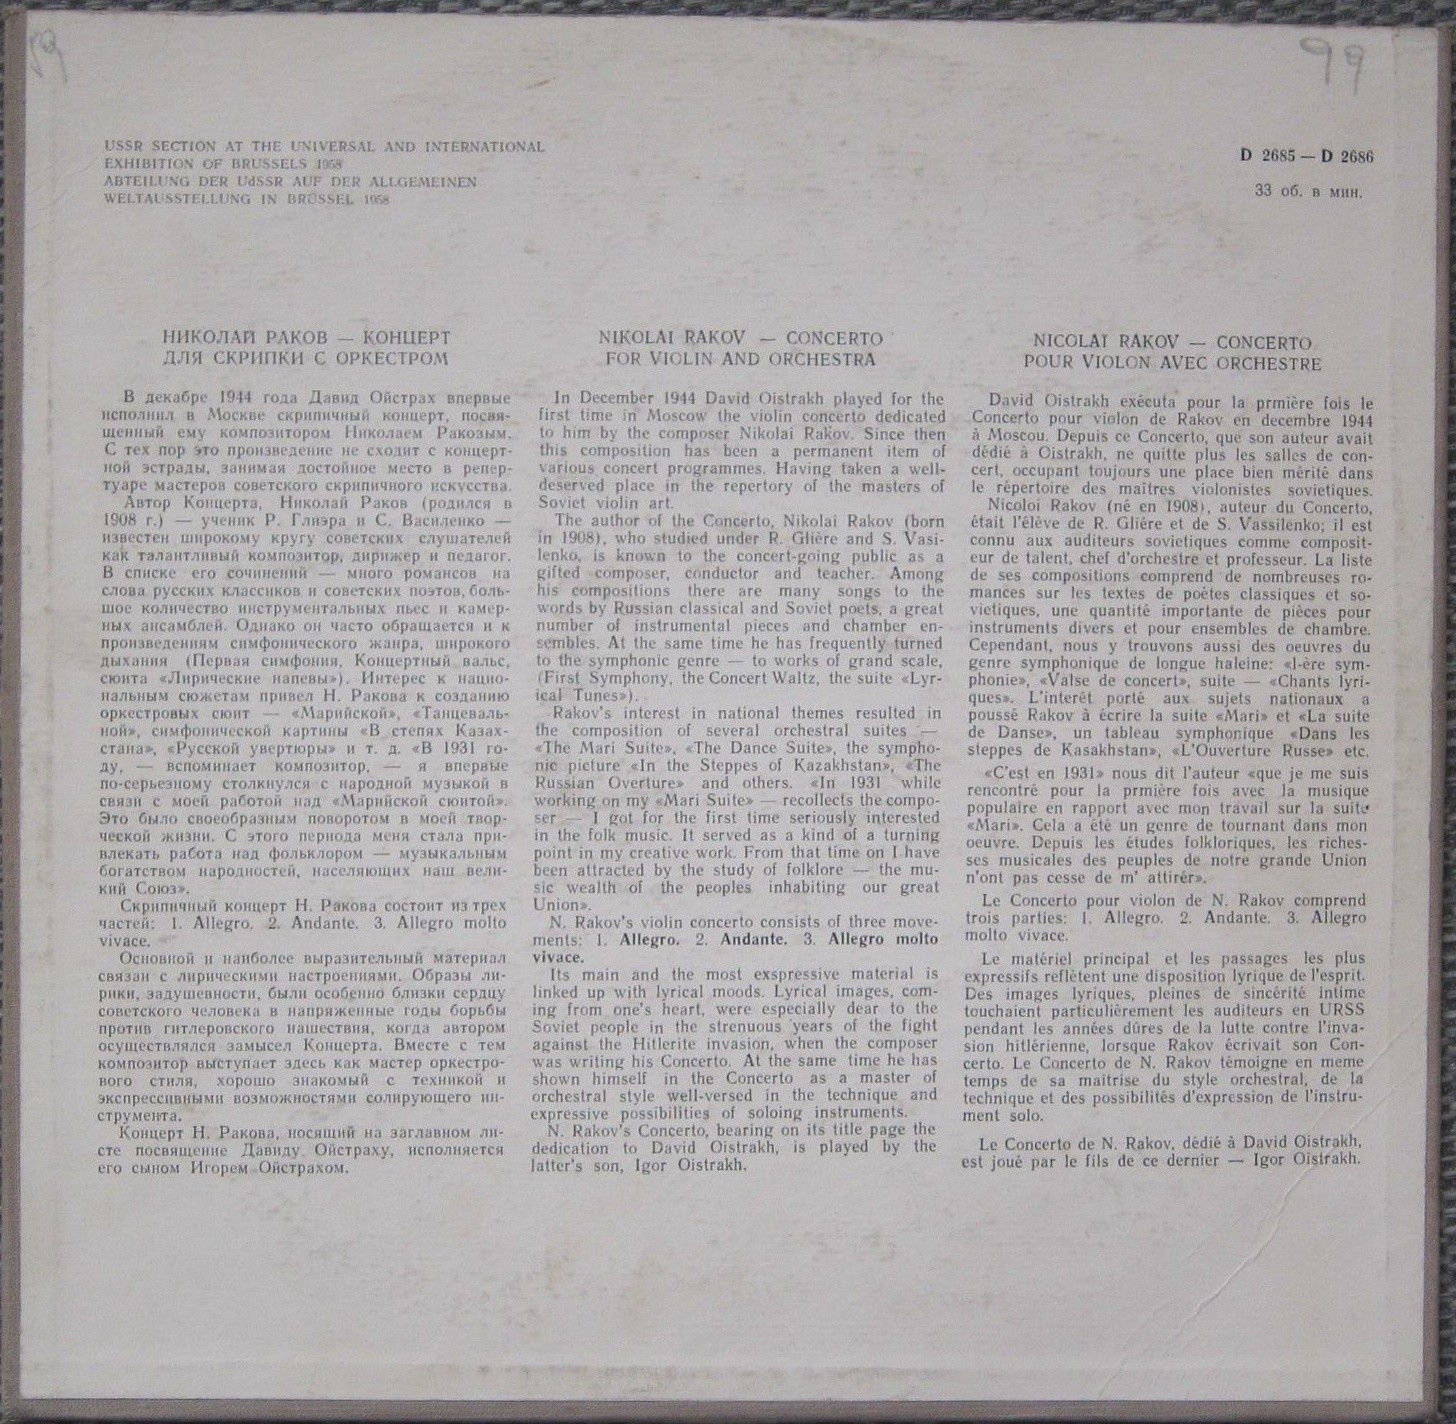 99
USSR SECTION AT THE UNIVERSAL AND INTERNATIONAL
EXHIBITION OF BRUSSELS 1958
ABTEILUNG DER UdSSR AUF DER ALLGEMEINEN
WELTAUSSTELLUNG IN BRÜSSEL 1958
D 2685 — D 2686
33 об. в мин.
НИКОЛАЙ РАКОВ — КОНЦЕРТ
ДЛЯ СКРИПКИ С ОРКЕСТРОМ
В декабре 1944 года Давид Ойстрах впервые
исполнил в Москве скрипичный концерт, посвя-
щенный ему композитором Николаем Раковым.
С тех пор это произведение не сходит с концерт-
ной эстрады, занимая достойное место в репер-
туаре мастеров советского скрипичного искусства.
Автор Концерта, Николай Раков (родился в
1908 г.) — ученик Р. Глиэра и С. Василенко —
известен широкому кругу советских слушателей
как талантливый композитор, дирижер и педагог.
В списке его сочинений — много романсов на
слова русских классиков и советских поэтов, боль-
шое количество инструментальных пьес и камер-
ных ансамблей. Однако он часто обращается и к
произведениям симфонического жанра, широкого
дыхания (Первая симфония, Концертный вальс,
сюита «Лирические напевы»). Интерес к нацио-
нальным сюжетам привел Н. Ракова к созданию
оркестровых сюит — «Марийской», «Танцеваль-
ной», симфонической картины «В степях Казах-
стана», «Русской увертюры» и т. д. «В 1931 го-
ду, — вспоминает композитор, — я впервые
по-серьезному столкнулся с народной музыкой в
связи с моей работой над «Марийской сюитой».
Это было своеобразным поворотом в моей твор-
ческой жизни. С этого периода меня стала при-
влекать работа над фольклором — музыкальным
богатством народностей, населяющих наш вели-
кий Союз».
Скрипичный концерт Н. Ракова состоит из трех
частей: 1. Allegro. 2. Andante. 3. Allegro molto
vivace.
Основной и наиболее выразительный материал
связан с лирическими настроениями. Образы ли-
рики, задушевности, были особенно близки сердцу
советского человека в напряженные годы борьбы
против гитлеровского нашествия, когда автором
осуществлялся замысел Концерта. Вместе с тем
композитор выступает здесь как мастер оркестро-
вого стиля, хорошо знакомый с техникой и
экспрессивными возможностями солирующего ин-
струмента.
Концерт Н. Ракова, носящий на заглавном ли-
сте посвящение Давиду Ойстраху, исполняется
его сыном Игорем Ойстрахом.
NIKOLAI RAKOV — CONCERTO
FOR VIOLIN AND ORCHESTRA
In December 1944 David Oistrakh played for the
first time in Moscow the violin concerto dedicated
to him by the composer Nikolai Rakov. Since then
this composition has been a permanent item of
various concert programmes. Having taken a well-
deserved place in the repertory of the masters of
Soviet violin art.
The author of the Concerto, Nikolai Rakov (born
in 1908), who studied under R. Glière and S. Vasi-
lenko, is known to the concert-going public as a
gifted composer, conductor and teacher. Among
his compositions there are many songs to the
words by Russian classical and Soviet poets, a great
number of instrumental pieces and chamber en-
sembles. At the same time he has frequently turned
to the symphonic genre — to works of grand scale,
(First Symphony, the Concert Waltz, the suite «Lyr-
ical Tunes»).
Rakov's interest in national themes resulted in
the composition of several orchestral suites —
«The Mari Suite», «The Dance Suite», the sympho-
nic picture «In the Steppes of Kazakhstan», «The
Russian Overture» and others. «In 1931 while
working on my «Mari Suite» — recollects the compo-
ser — I got for the first time seriously interested
in the folk music. It served as a kind of a turning
point in my creative work. From that time on I have
been attracted by the study of folklore — the mu-
sic wealth of the peoples inhabiting our great
Union».
N. Rakov's violin concerto consists of three move-
ments: 1. Allegro. 2. Andante. 3. Allegro molto
vivace.
Its main and the most exspressive material is
linked up with lyrical moods. Lyrical images, com-
ing from one's heart, were especially dear to the
Soviet people in the strenuous years of the fight
against the Hitlerite invasion, when the composer
was writing his Concerto. At the same time he has
shown himself in the Concerto as a master of
orchestral style well-versed in the technique and
expressive possibilities of soloing instruments.
N. Rakov's Concerto, bearing on its title page the
dedication to David Oistrakh, is played by the
latter's son, Igor Oistrakh.
NICOLAI RAKOV — CONCERTO
POUR VIOLON AVEC ORCHESTRE
David Oistrakh exécuta pour la prmière fois le
Concerto pour violon de Rakov en decembre 1944
à Moscou. Depuis ce Concerto, que son auteur avait
dédié à Oistrakh, ne quitte plus les salles de con-
cert, occupant toujours une place bien mérité dans
le répertoire des maîtres violonistes sovietiques.
Nicoloi Rakov (né en 1908), auteur du Concerto,
était l'élève de R. Glière et de S. Vassilenko; il est
connu aux auditeurs sovietiques comme composit-
eur de talent, chef d'orchestre et professeur. La liste
de ses compositions comprend de nombreuses ro-
mances sur les textes de poètes classiques et so-
vietiques, une quantité importante de pièces pour
instruments divers et pour ensembles de chambre.
Cependant, nous y trouvons aussi des oeuvres du
genre symphonique de longue haleine: «I-ère sym-
phonie», «Valse de concert», suite — «Chants lyri-
ques». L'interêt porté aux sujets nationaux a
poussé Rakov à écrire la suite «Mari» et «La suite
de Danse», un tableau symphonique «Dans les
steppes de Kasakhstan», «L'Ouverture Russe» etc.
«C'est en 1931» nous dit l'auteur «que je me suis
rencontré pour la prmière fois avec la musique
populaire en rapport avec mon travail sur la suite
«Mari». Cela a été un genre de tournant dans mon
oeuvre. Depuis les études folkloriques, les riches-
ses musicales des peuples de notre grande Union
n'ont pas cesse de m' attirér».
Le Concerto pour violon de N. Rakov comprend
trois parties: 1. Allegro. 2. Andante. 3. Allegro
molto vivace.
Le matériel principal et les passages les plus
expressifs reflètent une disposition lyrique de l'esprit.
Des images lyriques, pleines de sincérité intime
touchaient particulièrement les auditeurs en URSS
pendant les années dûres de la lutte contre l'inva-
sion hitlérienne, lorsque Rakov écrivait son Con-
certo. Le Concerto de N. Rakov témoigne en meme
temps de sa maîtrise du style orchestral, de la
technique et des possibilités d'expression de l'instru-
ment solo.
Le Concerto de N. Rakov, dédié à David Oistrakh,
est joué par le fils de ce dernier — Igor Oistrakh.